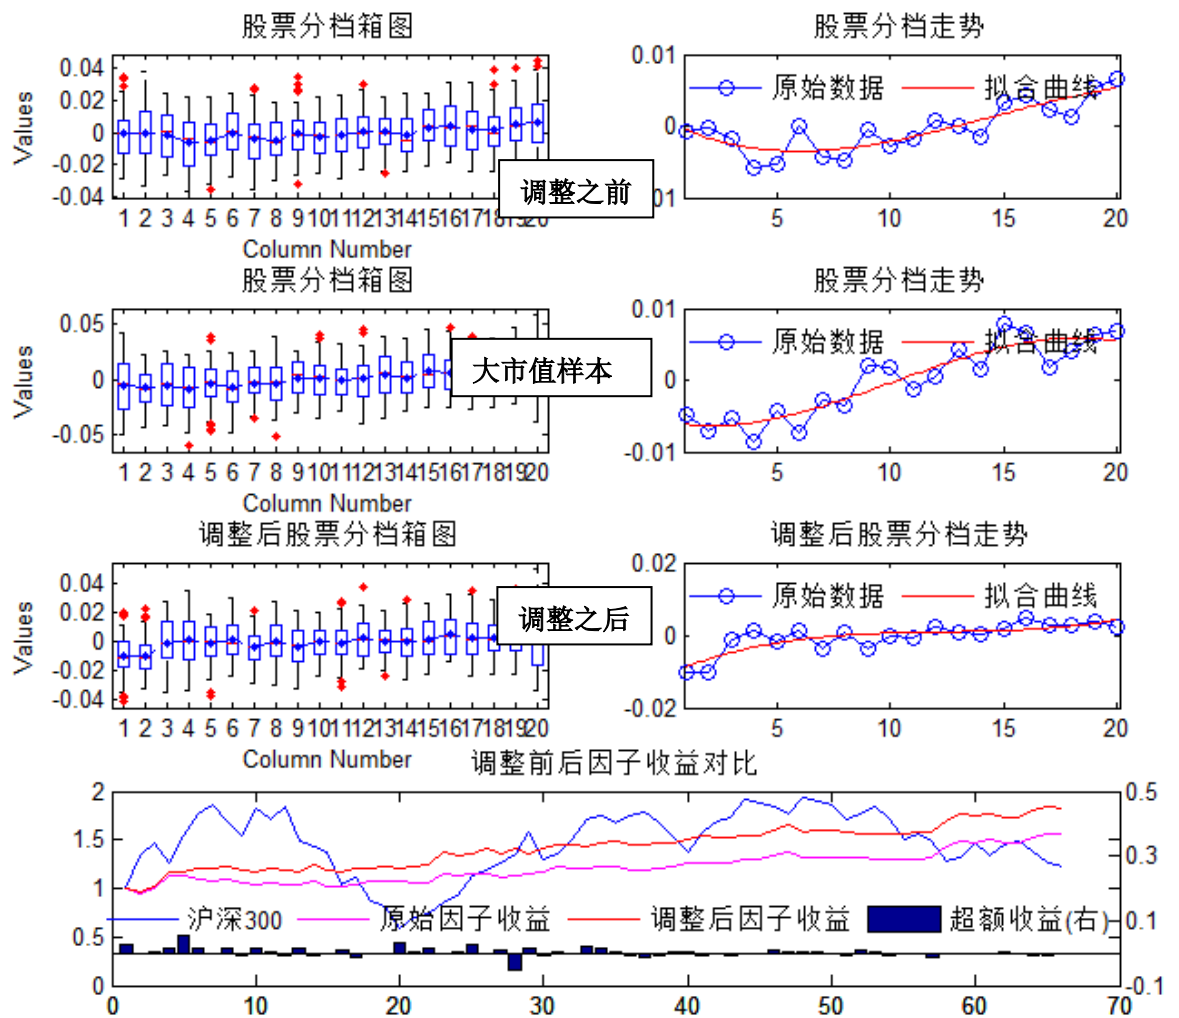 股票分档箱图
股票分档走势
Values
0.04
0.02
0
-0.02
-0.04
1 2 3 4 5 6 7 8 9 10 11 12 13 14 15 16 17 18 19 20
Column Number
调整之前
0.01
0
01
原始数据 拟合曲线
5 10 15 20
股票分档箱图
股票分档走势
Values
0.05
0
-0.05
1 2 3 4 5 6 7 8 9 10 11 12 13 14 15 16 17 18 19 20
Column Number
大市值样本
0.01
0
-0.01
原始数据 拟合曲线
5 10 15 20
调整后股票分档箱图
调整后股票分档走势
Values
0.04
0.02
0
-0.02
-0.04
1 2 3 4 5 6 7 8 9 10 11 12 13 14 15 16 17 18 19 20
Column Number
调整之后
0.02
0
-0.02
原始数据 拟合曲线
5 10 15 20
调整前后因子收益对比
2
1.5
1
0.5
0
0.5
0.3
0.1
-0.1
沪深300 原始因子收益 调整后因子收益 超额收益(右)
0 10 20 30 40 50 60 70